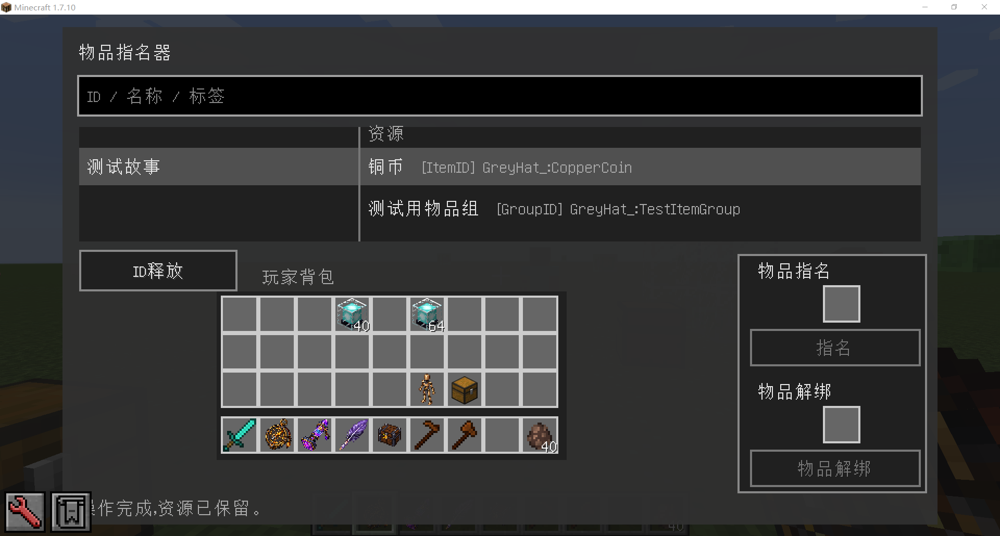 Minecraft 1.7.10
物品指名器
ID / 名称 / 标签
资源
测试故事
铜币 [ItemID] GreyHat_:CopperCoin
测试用物品组 [GroupID] GreyHat_:TestItemGroup
ID释放
玩家背包
40
64
40
物品指名
指名
物品解绑
物品解绑
作完成,资源已保留。
40